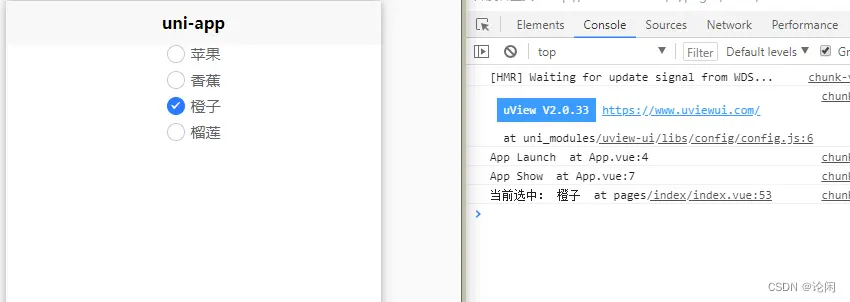 uni-app
苹果
香蕉
橙子
榴莲
Elements Console Sources Network Performance
top Filter Default levels Gr
[HMR] Waiting for update signal from WDS... chunk-v
chunk
uView V2.0.33 https://www.uviewui.com/
at uni_modules/uview-ui/libs/config/config.js:6
App Launch at App.vue:4 chunk
App Show at App.vue:7 chunk
当前选中: 橙子 at pages/index/index.vue:53 chunk
CSDN @论闲